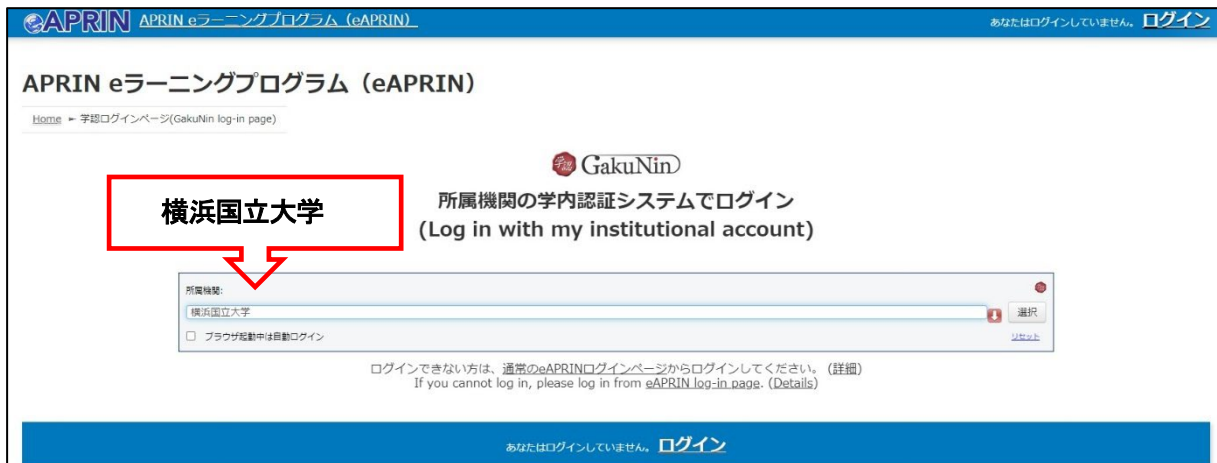 eAPRIN APRIN eラーニングプログラム（eAPRIN） あなたはログインしていません。 ログイン
APRIN eラーニングプログラム（eAPRIN）
Home ► 学認ログインページ(GakuNin log-in page)
学認 GakuNin
所属機関の学内認証システムでログイン
(Log in with my institutional account)
横浜国立大学
所属機関:
横浜国立大学 選択
ブラウザ起動中は自動ログイン リセット
ログインできない方は、通常のeAPRINログインページからログインしてください。 (詳細)
If you cannot log in, please log in from eAPRIN log-in page. (Details)
あなたはログインしていません。 ログイン